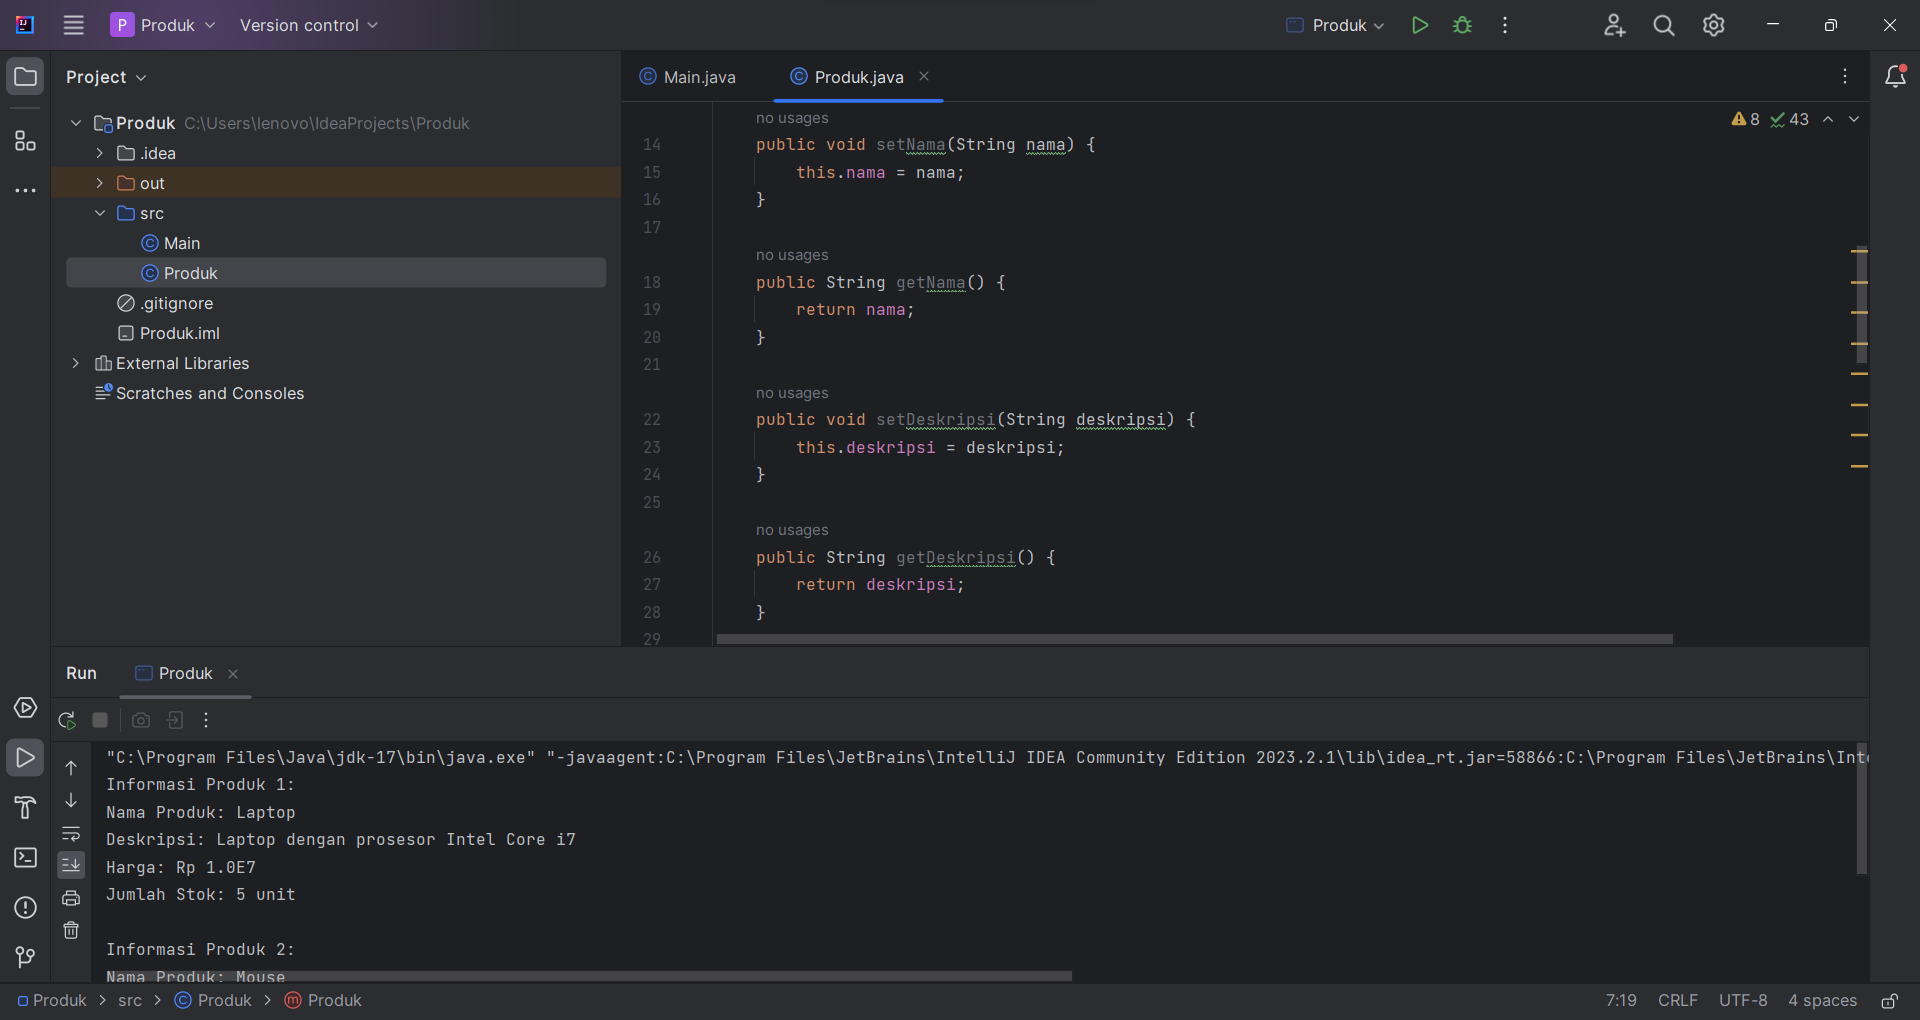 P Produk Version control Produk
Project
Main.java Produk.java
Produk C:\Users\lenovo\IdeaProjects\Produk
.idea
out
src
Main
Produk
.gitignore
Produk.iml
External Libraries
Scratches and Consoles
8 43
no usages
14 public void setNama(String nama) {
15 this.nama = nama;
16 }
17
no usages
18 public String getNama() {
19 return nama;
20 }
21
no usages
22 public void setDeskripsi(String deskripsi) {
23 this.deskripsi = deskripsi;
24 }
25
no usages
26 public String getDeskripsi() {
27 return deskripsi;
28 }
29
Run Produk
"C:\Program Files\Java\jdk-17\bin\java.exe" "-javaagent:C:\Program Files\JetBrains\IntelliJ IDEA Community Edition 2023.2.1\lib\idea_rt.jar=58866:C:\Program Files\JetBrains\Int
Informasi Produk 1:
Nama Produk: Laptop
Deskripsi: Laptop dengan prosesor Intel Core i7
Harga: Rp 1.0E7
Jumlah Stok: 5 unit
Informasi Produk 2:
Nama Produk: Mouse
Produk > src > Produk > Produk 7:19 CRLF UTF-8 4 spaces